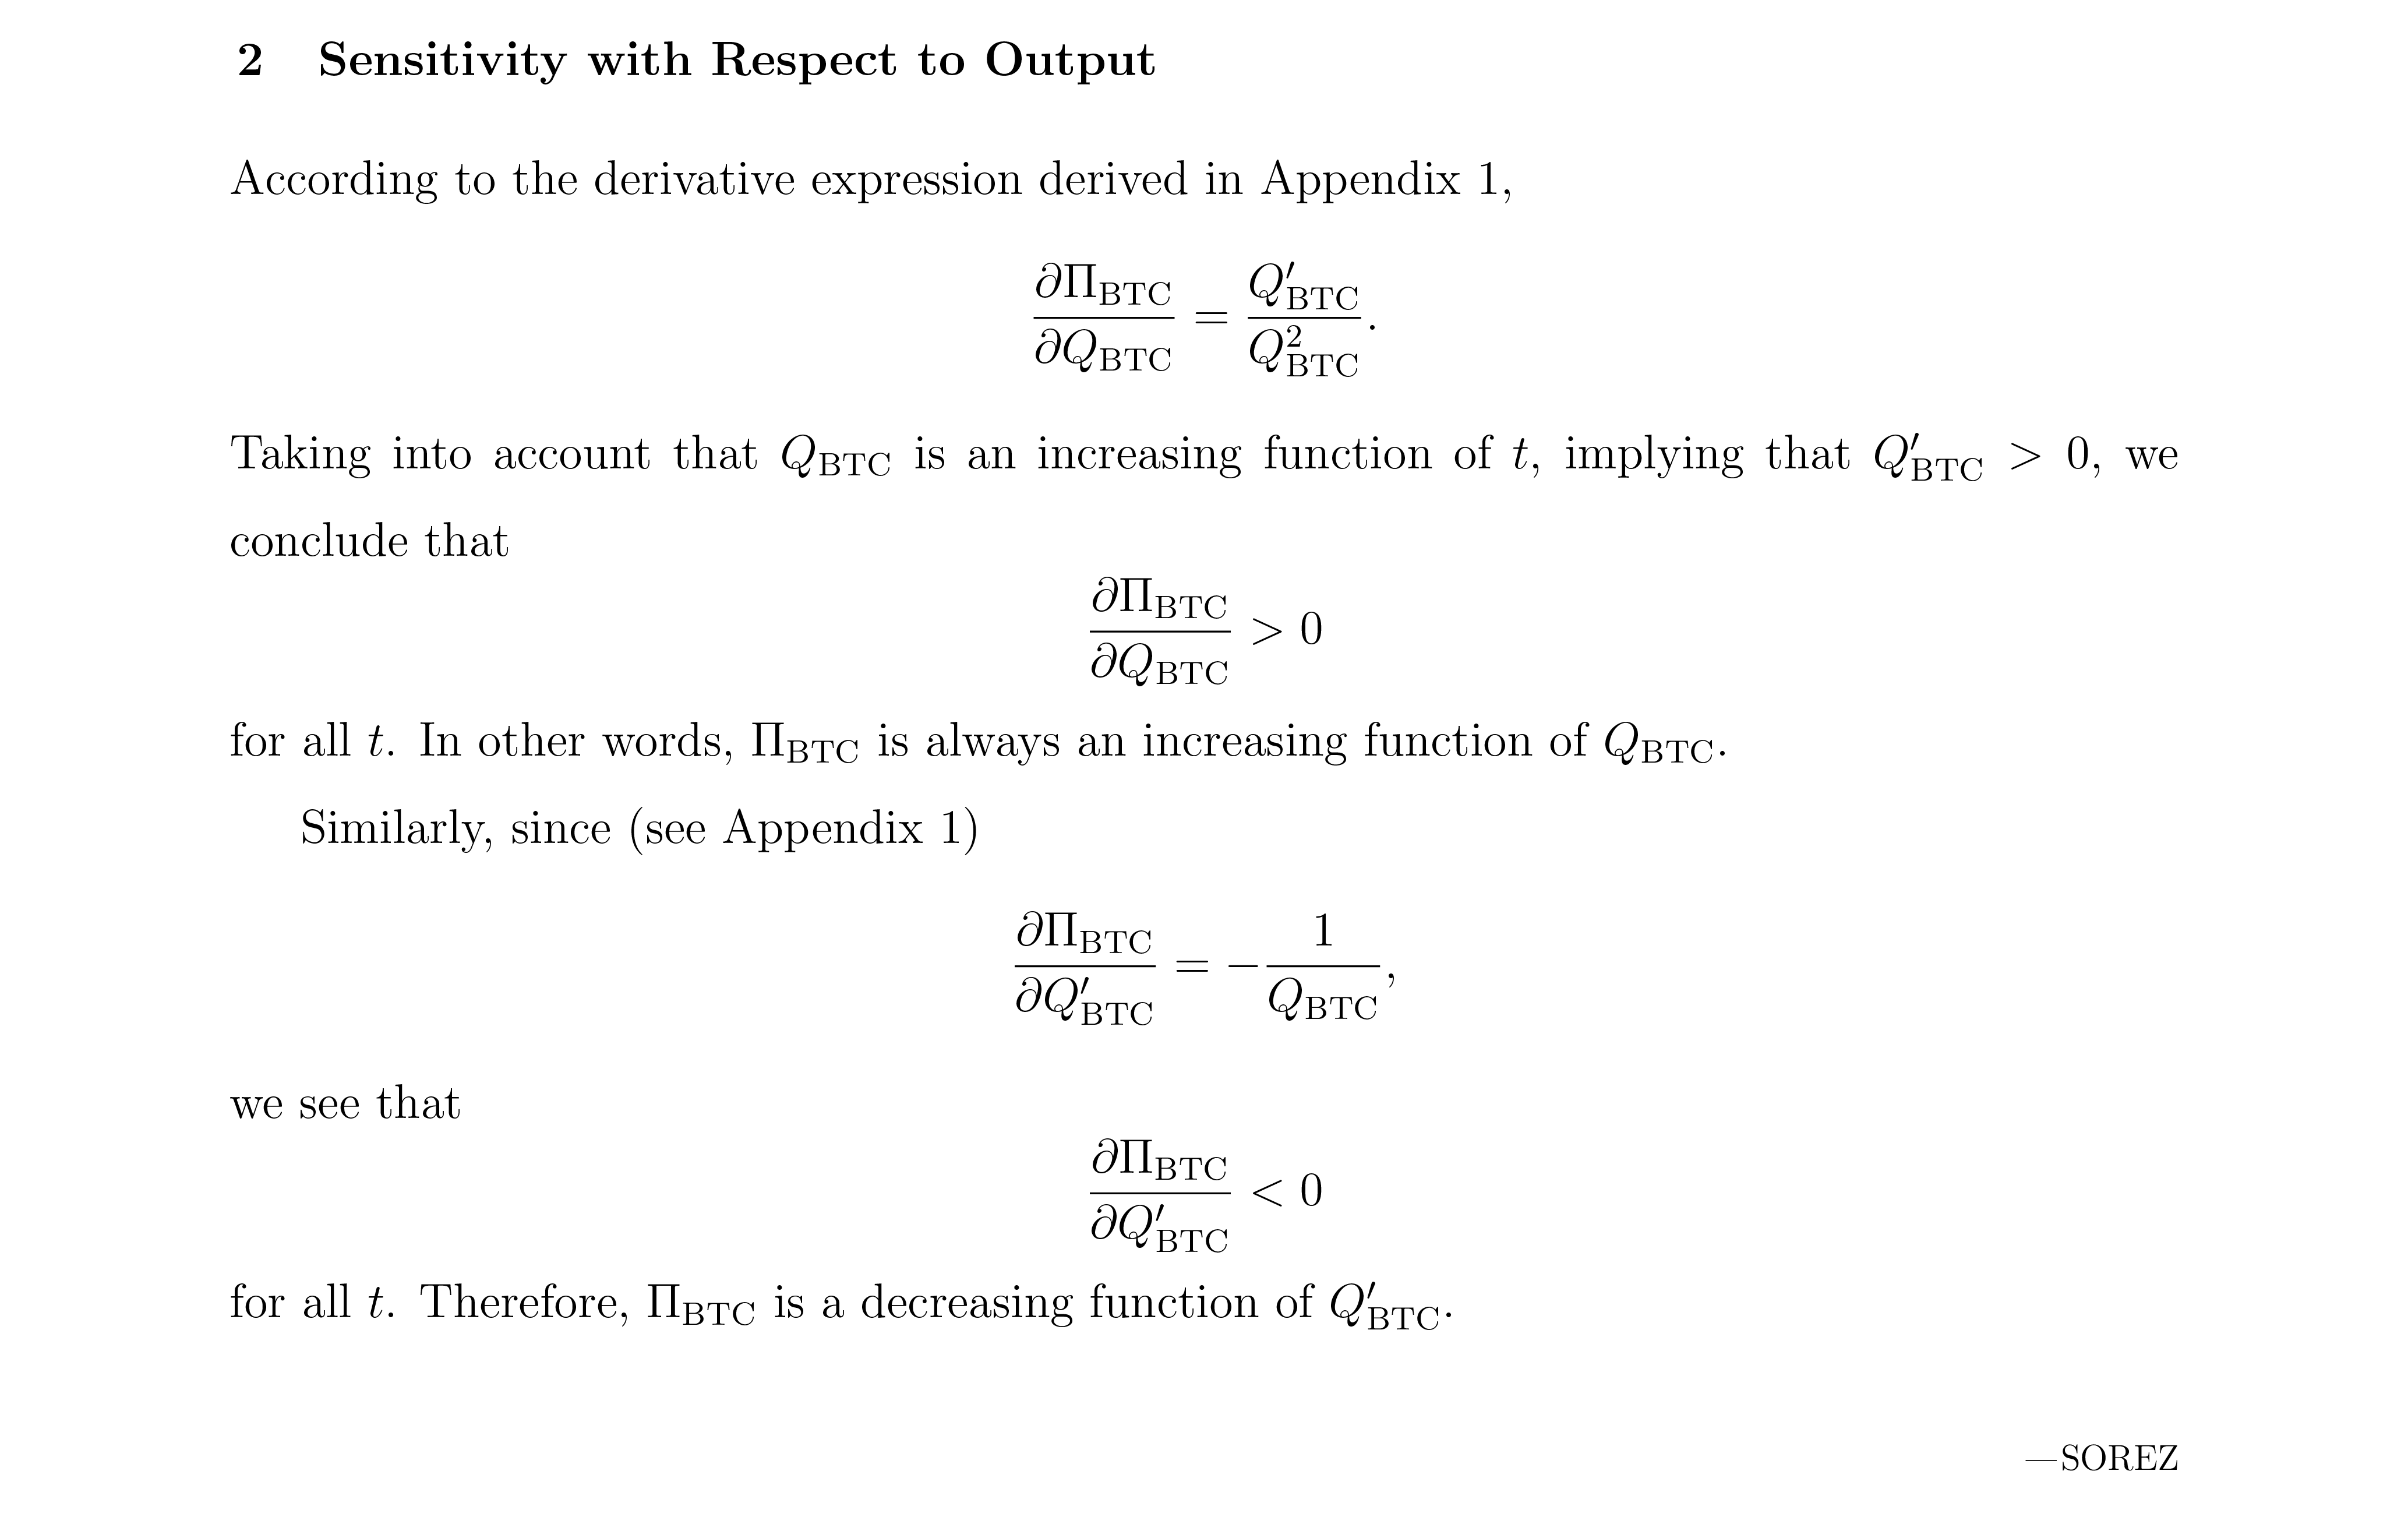 2 Sensitivity with Respect to Output
According to the derivative expression derived in Appendix 1,
$$\frac{\partial \Pi_{\text{BTC}}}{\partial Q_{\text{BTC}}} = \frac{Q'_{\text{BTC}}}{Q^2_{\text{BTC}}}.$$
Taking into account that $Q_{\text{BTC}}$ is an increasing function of $t$, implying that $Q'_{\text{BTC}} > 0$, we
conclude that
$$\frac{\partial \Pi_{\text{BTC}}}{\partial Q_{\text{BTC}}} > 0$$
for all $t$. In other words, $\Pi_{\text{BTC}}$ is always an increasing function of $Q_{\text{BTC}}$.
Similarly, since (see Appendix 1)
$$\frac{\partial \Pi_{\text{BTC}}}{\partial Q'_{\text{BTC}}} = -\frac{1}{Q_{\text{BTC}}},$$
we see that
$$\frac{\partial \Pi_{\text{BTC}}}{\partial Q'_{\text{BTC}}} < 0$$
for all $t$. Therefore, $\Pi_{\text{BTC}}$ is a decreasing function of $Q'_{\text{BTC}}$.
—SOREZ